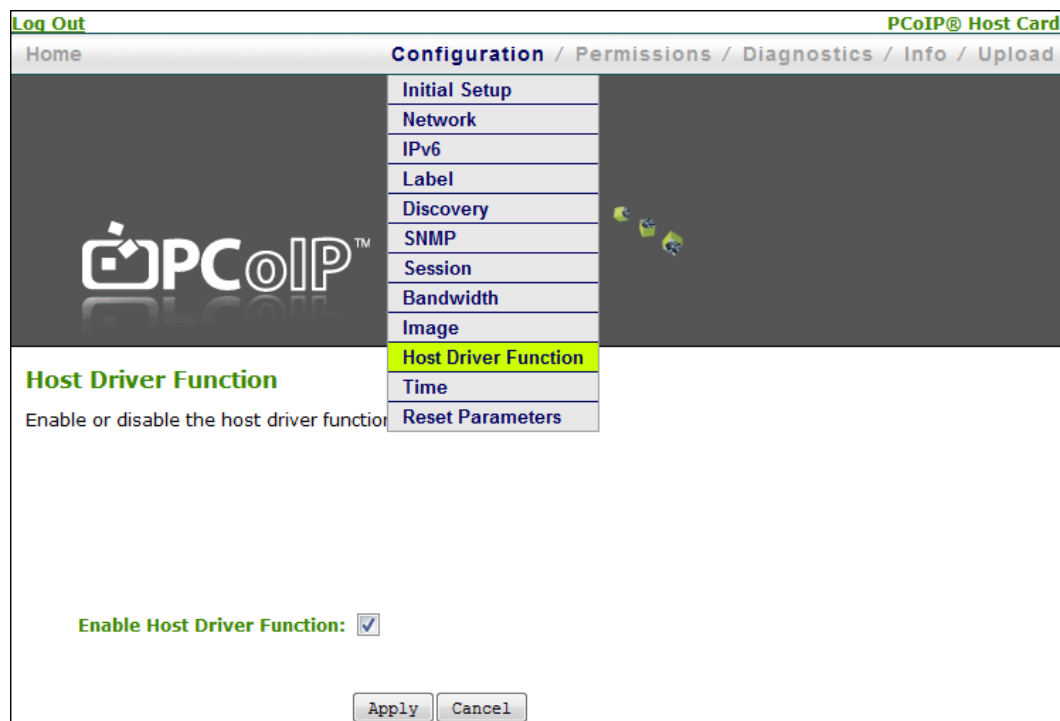 Log Out PCoIP® Host Card
Home Configuration / Permissions / Diagnostics / Info / Upload
Initial Setup
Network
IPv6
Label
Discovery
SNMP
Session
Bandwidth
Image
Host Driver Function
Time
Reset Parameters
PCoIP™
Host Driver Function
Enable or disable the host driver function
Enable Host Driver Function:
Apply Cancel